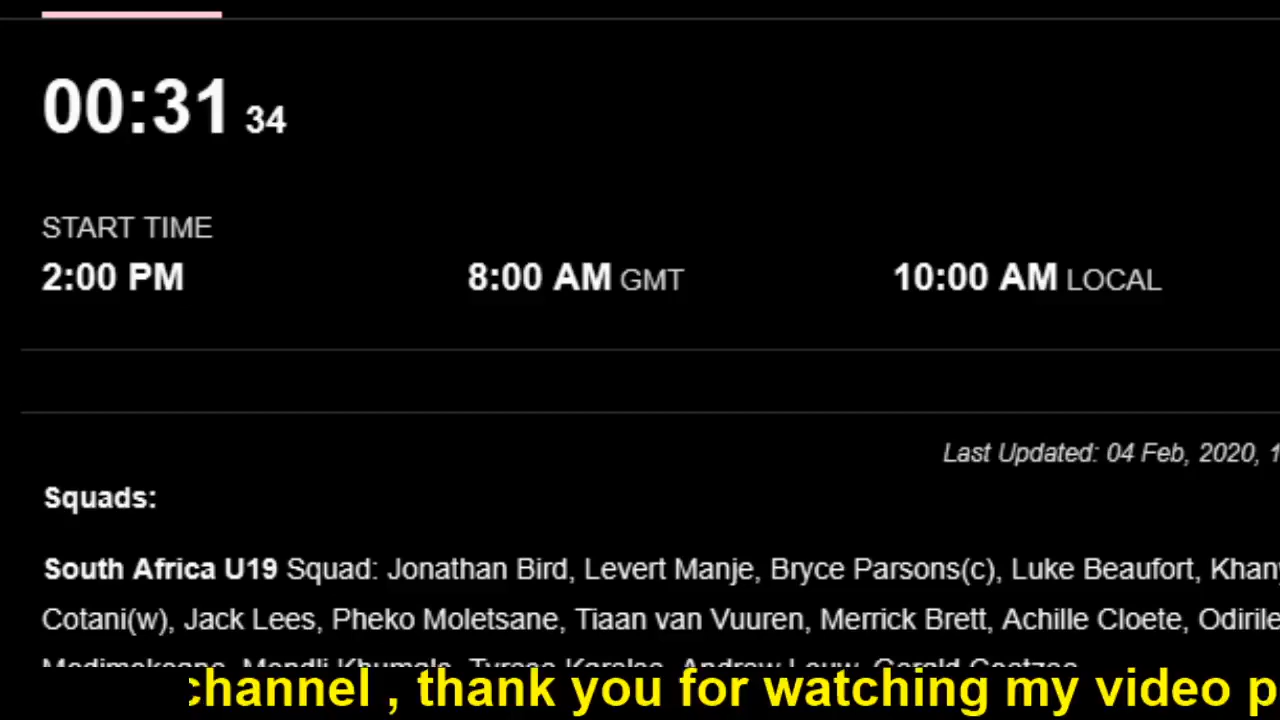 00:31 34
START TIME
2:00 PM 8:00 AM GMT 10:00 AM LOCAL
Last Updated: 04 Feb, 2020,
Squads:
South Africa U19 Squad: Jonathan Bird, Levert Manje, Bryce Parsons(c), Luke Beaufort,
Cotani(w), Jack Lees, Pheko Moletsane, Tiaan van Vuuren, Merrick Brett, Achille Cloete, Odirile
channel , thank you for watching my video